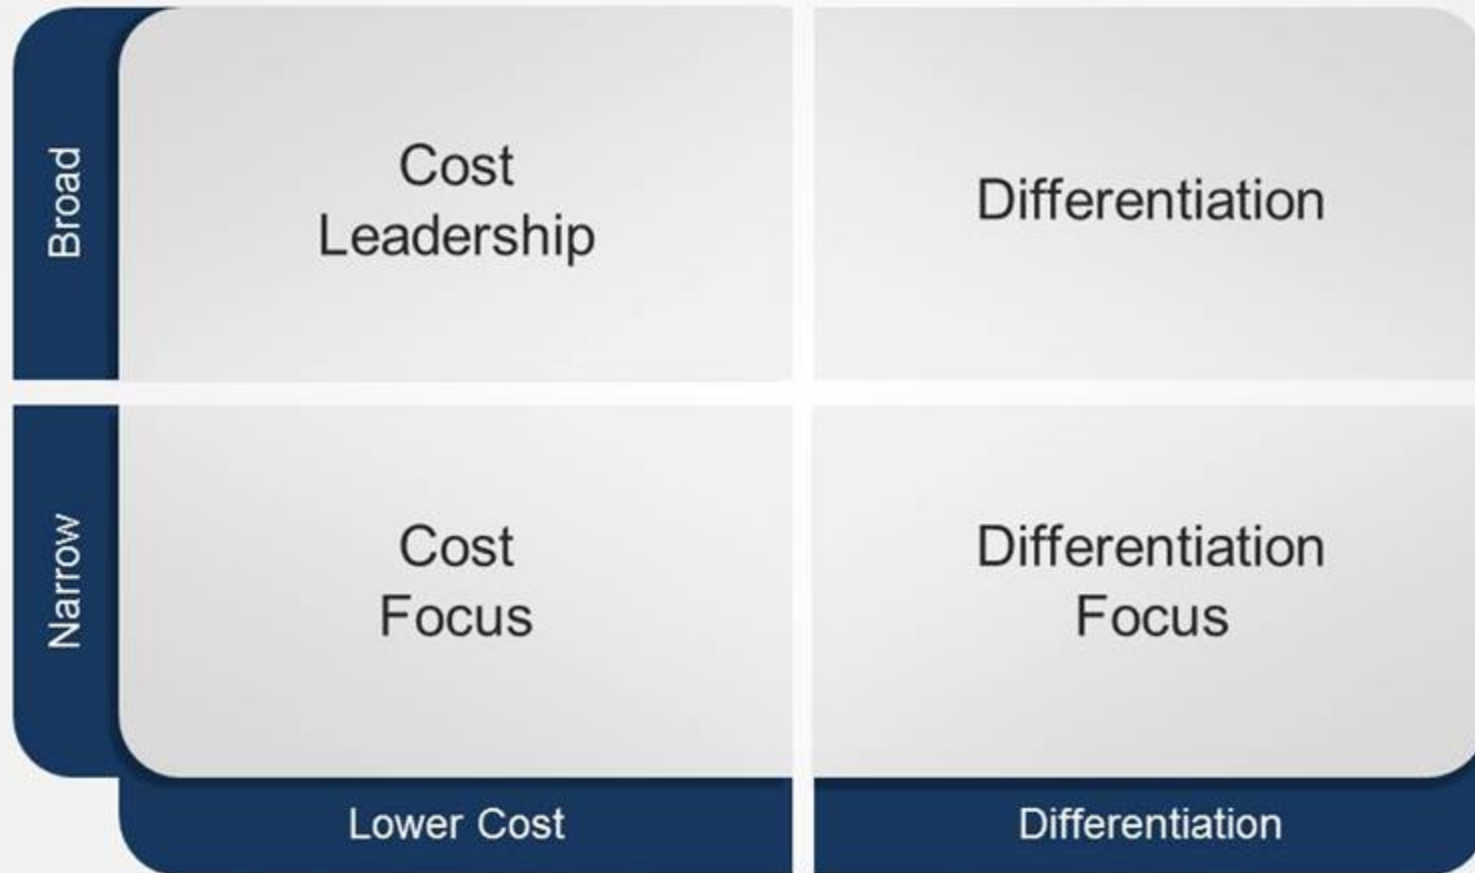 Broad
Cost
Leadership
Differentiation
Narrow
Cost
Focus
Differentiation
Focus
Lower Cost
Differentiation